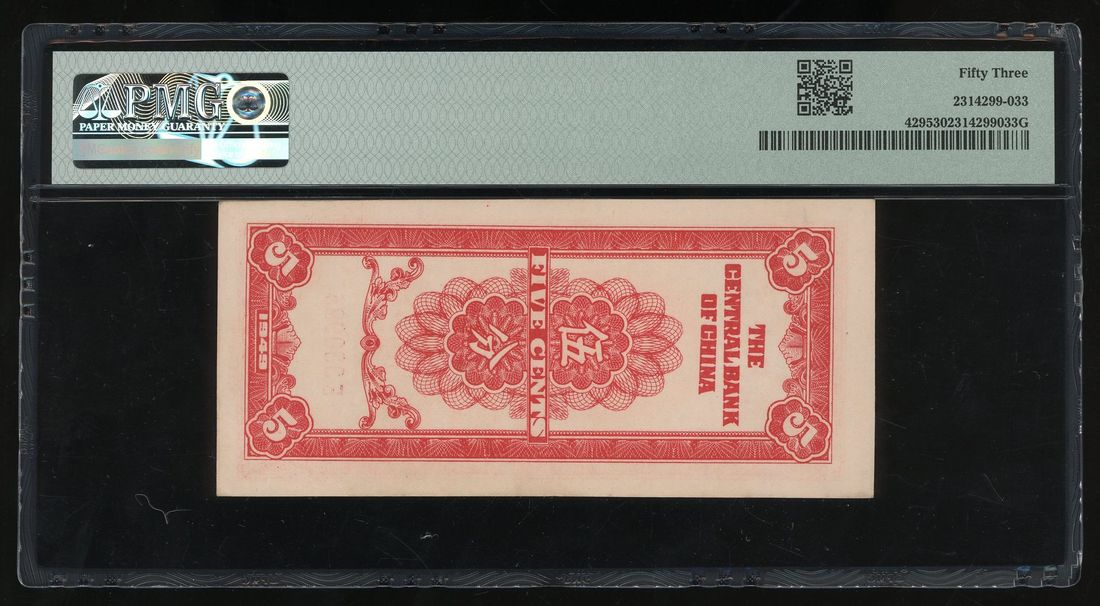 PMG
PAPER MONEY GUARANTY
Fifty Three
2314299-033
4295302314299033G
5
5
THE
CENTRAL BANK
OF CHINA
伍份
FIVE CENTS
5
5
1949